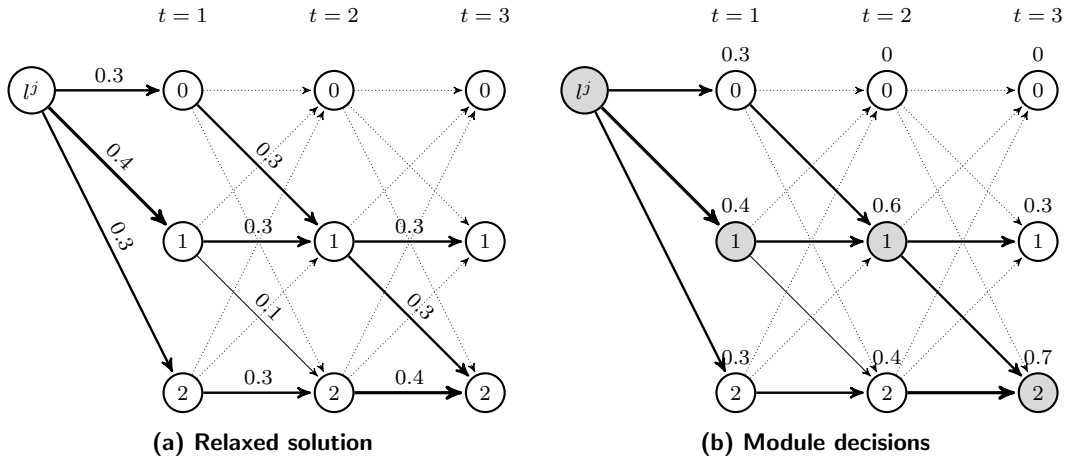 t = 1 t = 2 t = 3
l^j 0.3 0 0 0
0.4 0.3
0.3 1 0.3 1 0.3 1
0.1 0.3
2 0.3 2 0.4 2
(a) Relaxed solution
t = 1 t = 2 t = 3
0.3 0 0
l^j 0 0 0
0.4 0.6 0.3
1 1 1
0.3 0.4 0.7
2 2 2
(b) Module decisions